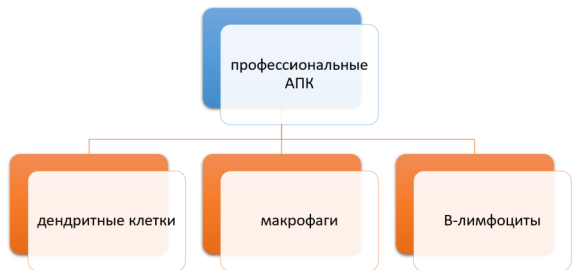 профессиональные
АПК
дендритные клетки
макрофаги
В-лимфоциты